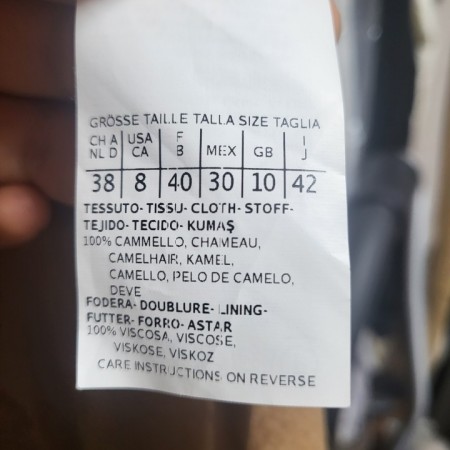 GRÖSSE TAILLE TALLA SIZE TAGLIA
CH A USA F MEX GB I
NL D CA B J
38 8 40 30 10 42
TESSUTO- TISSU- CLOTH- STOFF-
TEJIDO- TECIDO- KUMAŞ
100% CAMMELLO, CHAMEAU,
CAMELHAIR, KAMEL,
CAMELLO, PELO DE CAMELO,
DEVE
FODERA- DOUBLURE- LINING-
FUTTER- FORRO- ASTAR
100% VISCOSA, VISCOSE,
VISKOSE, VISKOZ
CARE INSTRUCTIONS ON REVERSE